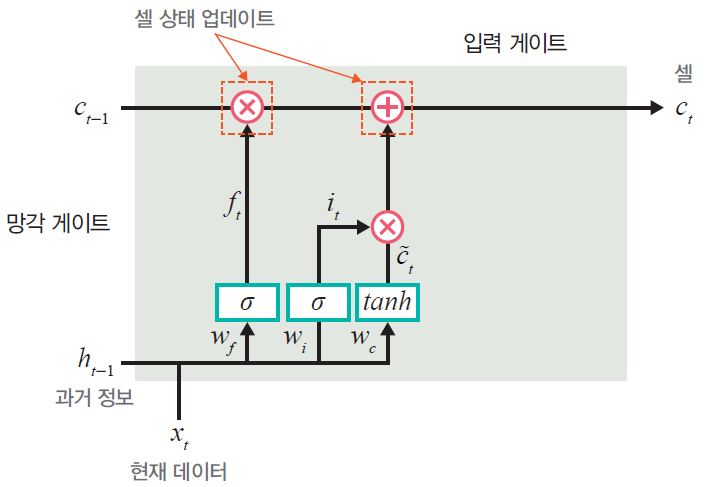 셀 상태 업데이트
입력 게이트
셀
c_{t-1}
×
+
c_t
f_t
i_t
망각 게이트
×
c̃_t
σ
σ
tanh
w_f
w_i
w_c
h_{t-1}
과거 정보
x_t
현재 데이터